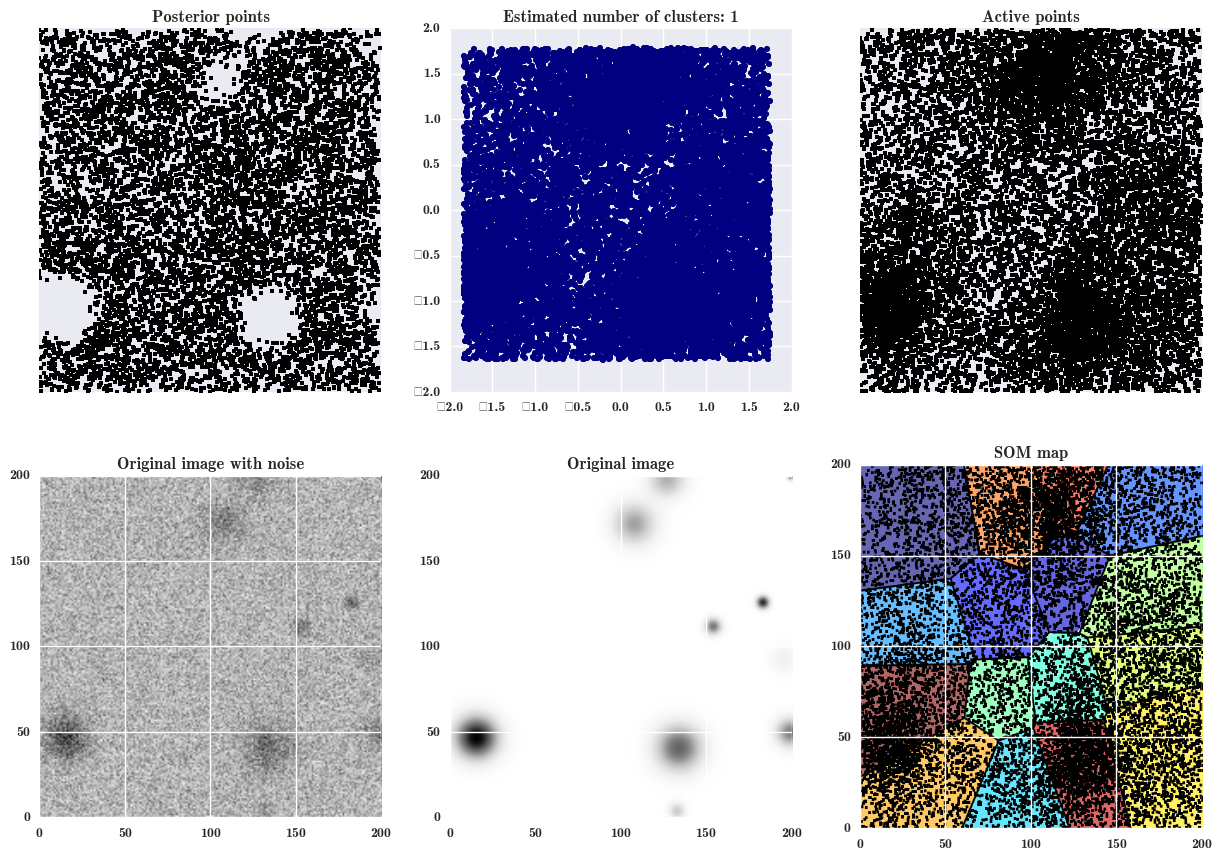 Posterior points
Estimated number of clusters: 1
Active points
2.0
1.5
1.0
0.5
0.0
□0.5
□1.0
□1.5
□2.0
□2.0 □1.5 □1.0 □0.5 0.0 0.5 1.0 1.5 2.0
Original image with noise
Original image
SOM map
200
150
100
50
0
0 50 100 150 200
200
150
100
50
0
0 50 100 150 200
200
150
100
50
0
0 50 100 150 200